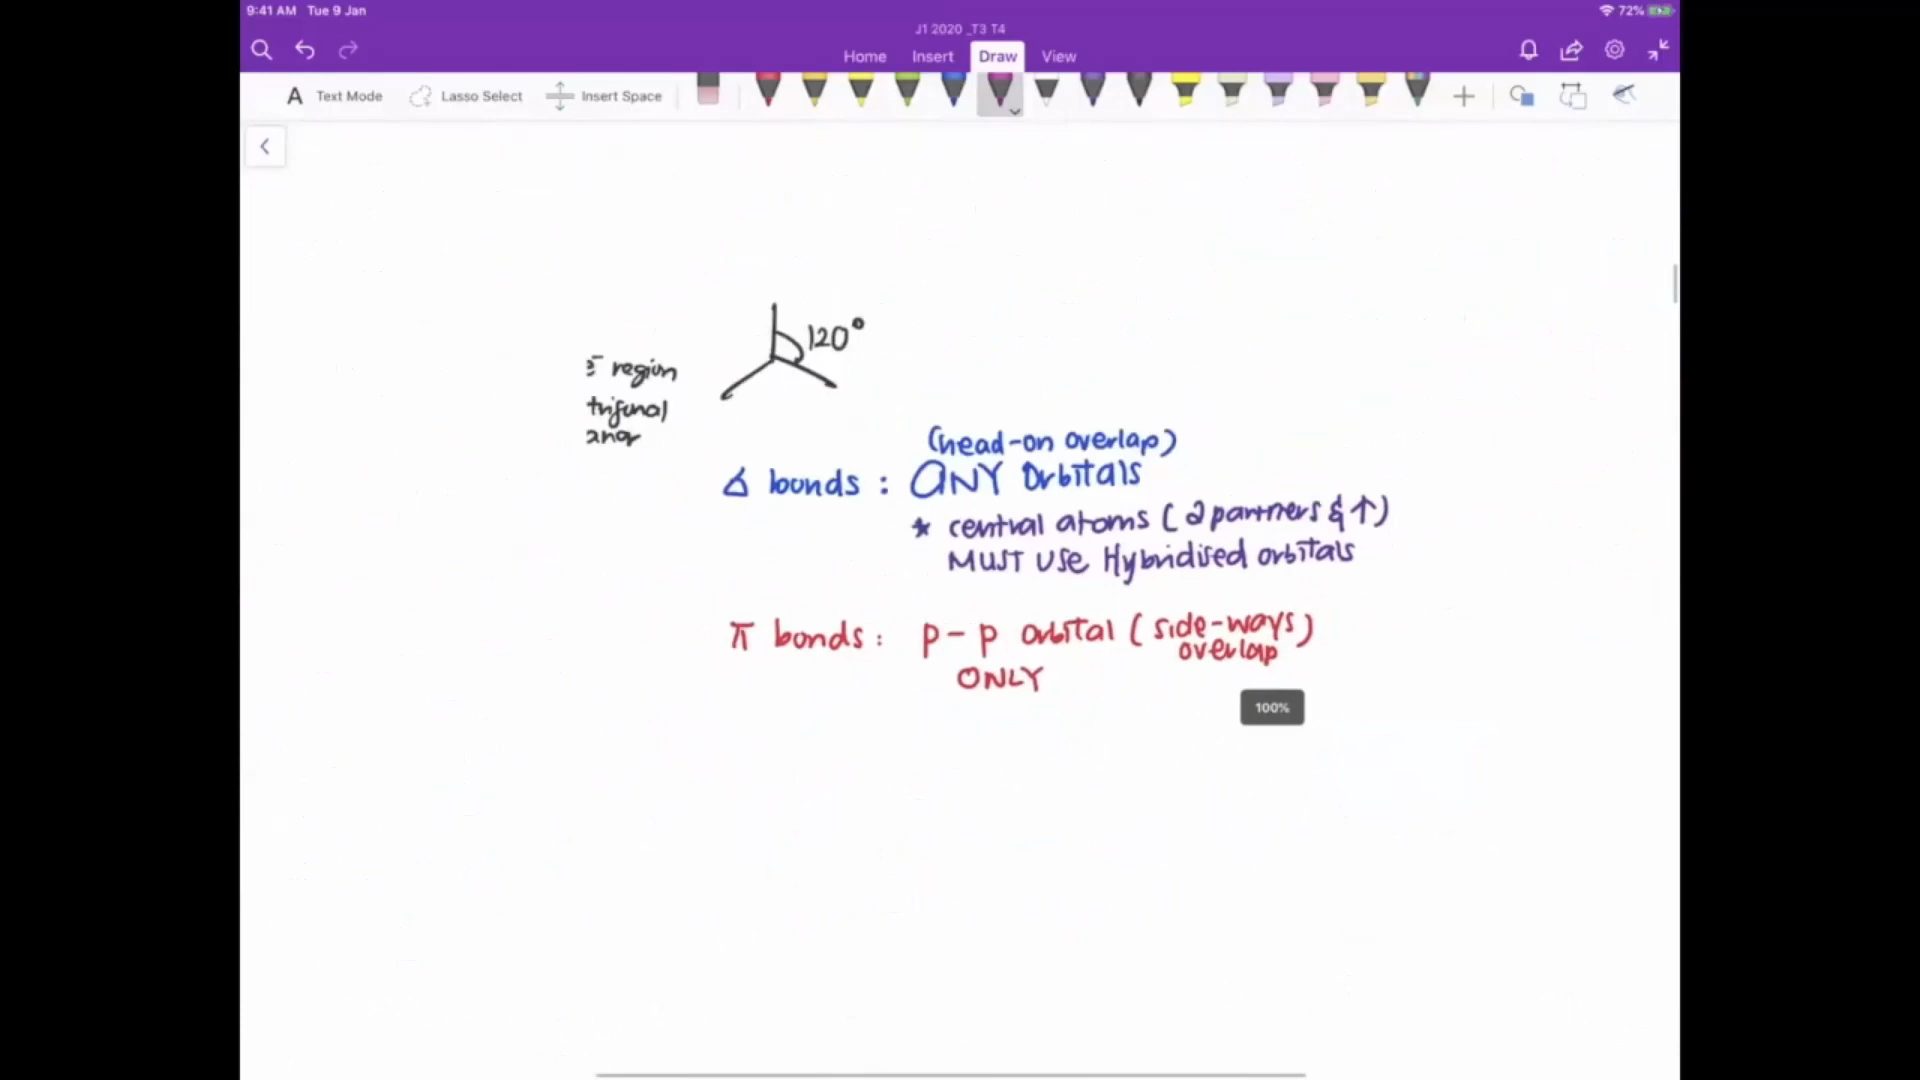 9:41 AM Tue 9 Jan
72%
J1 2020 _T3 T4
Home Insert Draw View
A Text Mode Lasso Select Insert Space
120°
region
(head-on overlap)
bonds : ANY Orbitals
* central atoms (2 partners & ↑)
MUST USE Hybridised orbitals
π bonds : p - p orbital (side-ways)
overlap
ONLY
100%